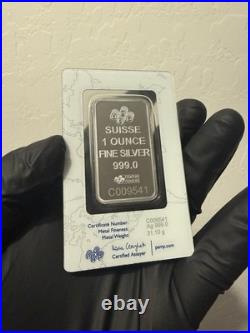 SUISSE
1 OUNCE
FINE SILVER
999.0
C009541
Certificate Number: C009541
Metal Fineness: Ag 999.0
Metal Weight: 31.10 g
Certified Assayer
pamp.com